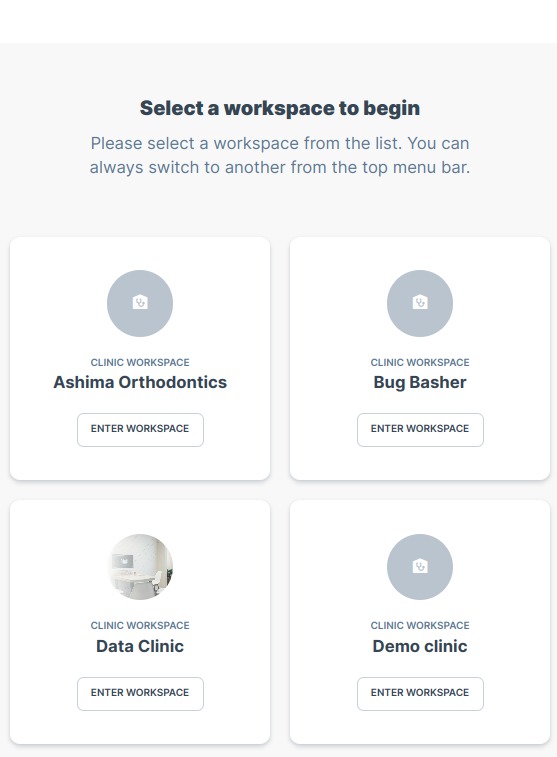 Select a workspace to begin
Please select a workspace from the list. You can
always switch to another from the top menu bar.
CLINIC WORKSPACE
Ashima Orthodontics
ENTER WORKSPACE
CLINIC WORKSPACE
Bug Basher
ENTER WORKSPACE
CLINIC WORKSPACE
Data Clinic
ENTER WORKSPACE
CLINIC WORKSPACE
Demo clinic
ENTER WORKSPACE